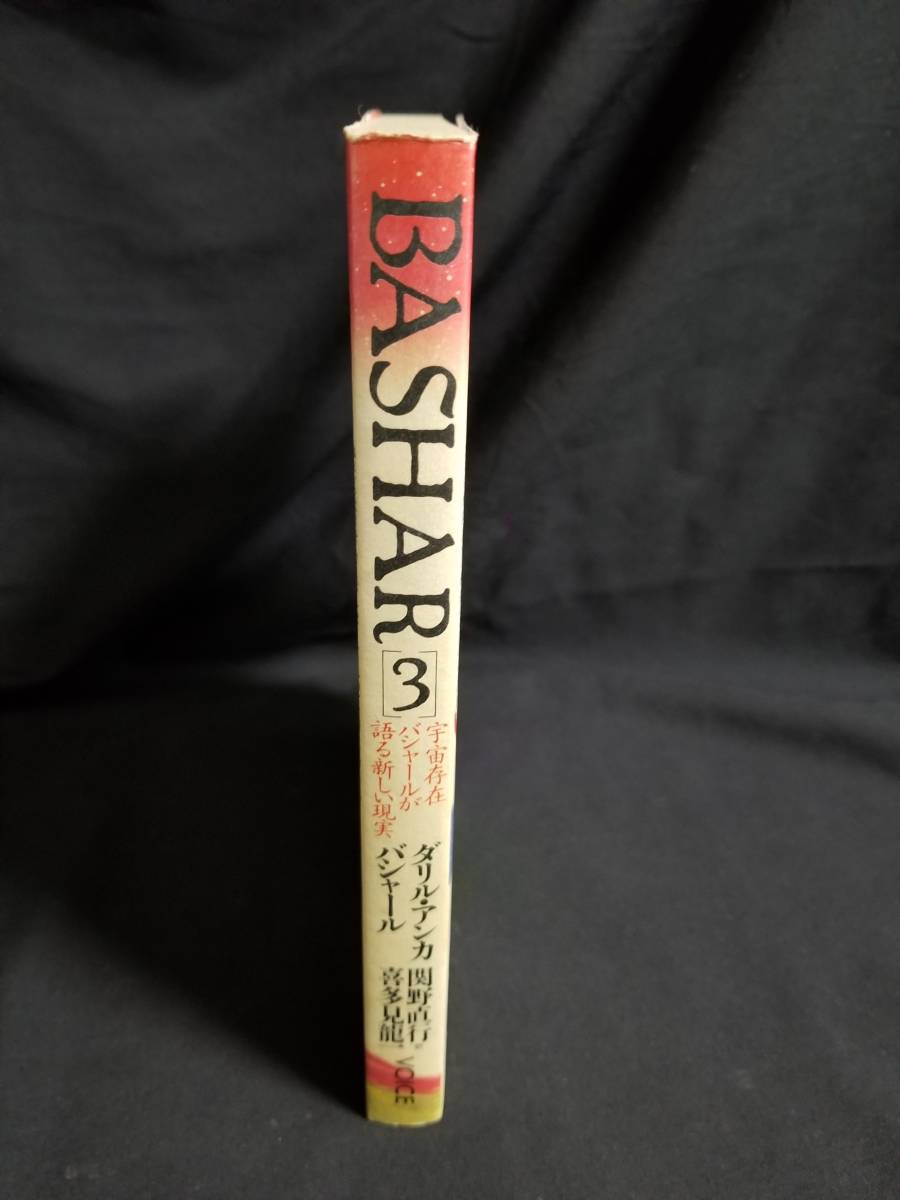 BASHAR
[3]
宇宙存在
バシャールが
語る新しい現実
ダリル・アンカ
バシャール
関野直行
喜多見龍一
VOICE